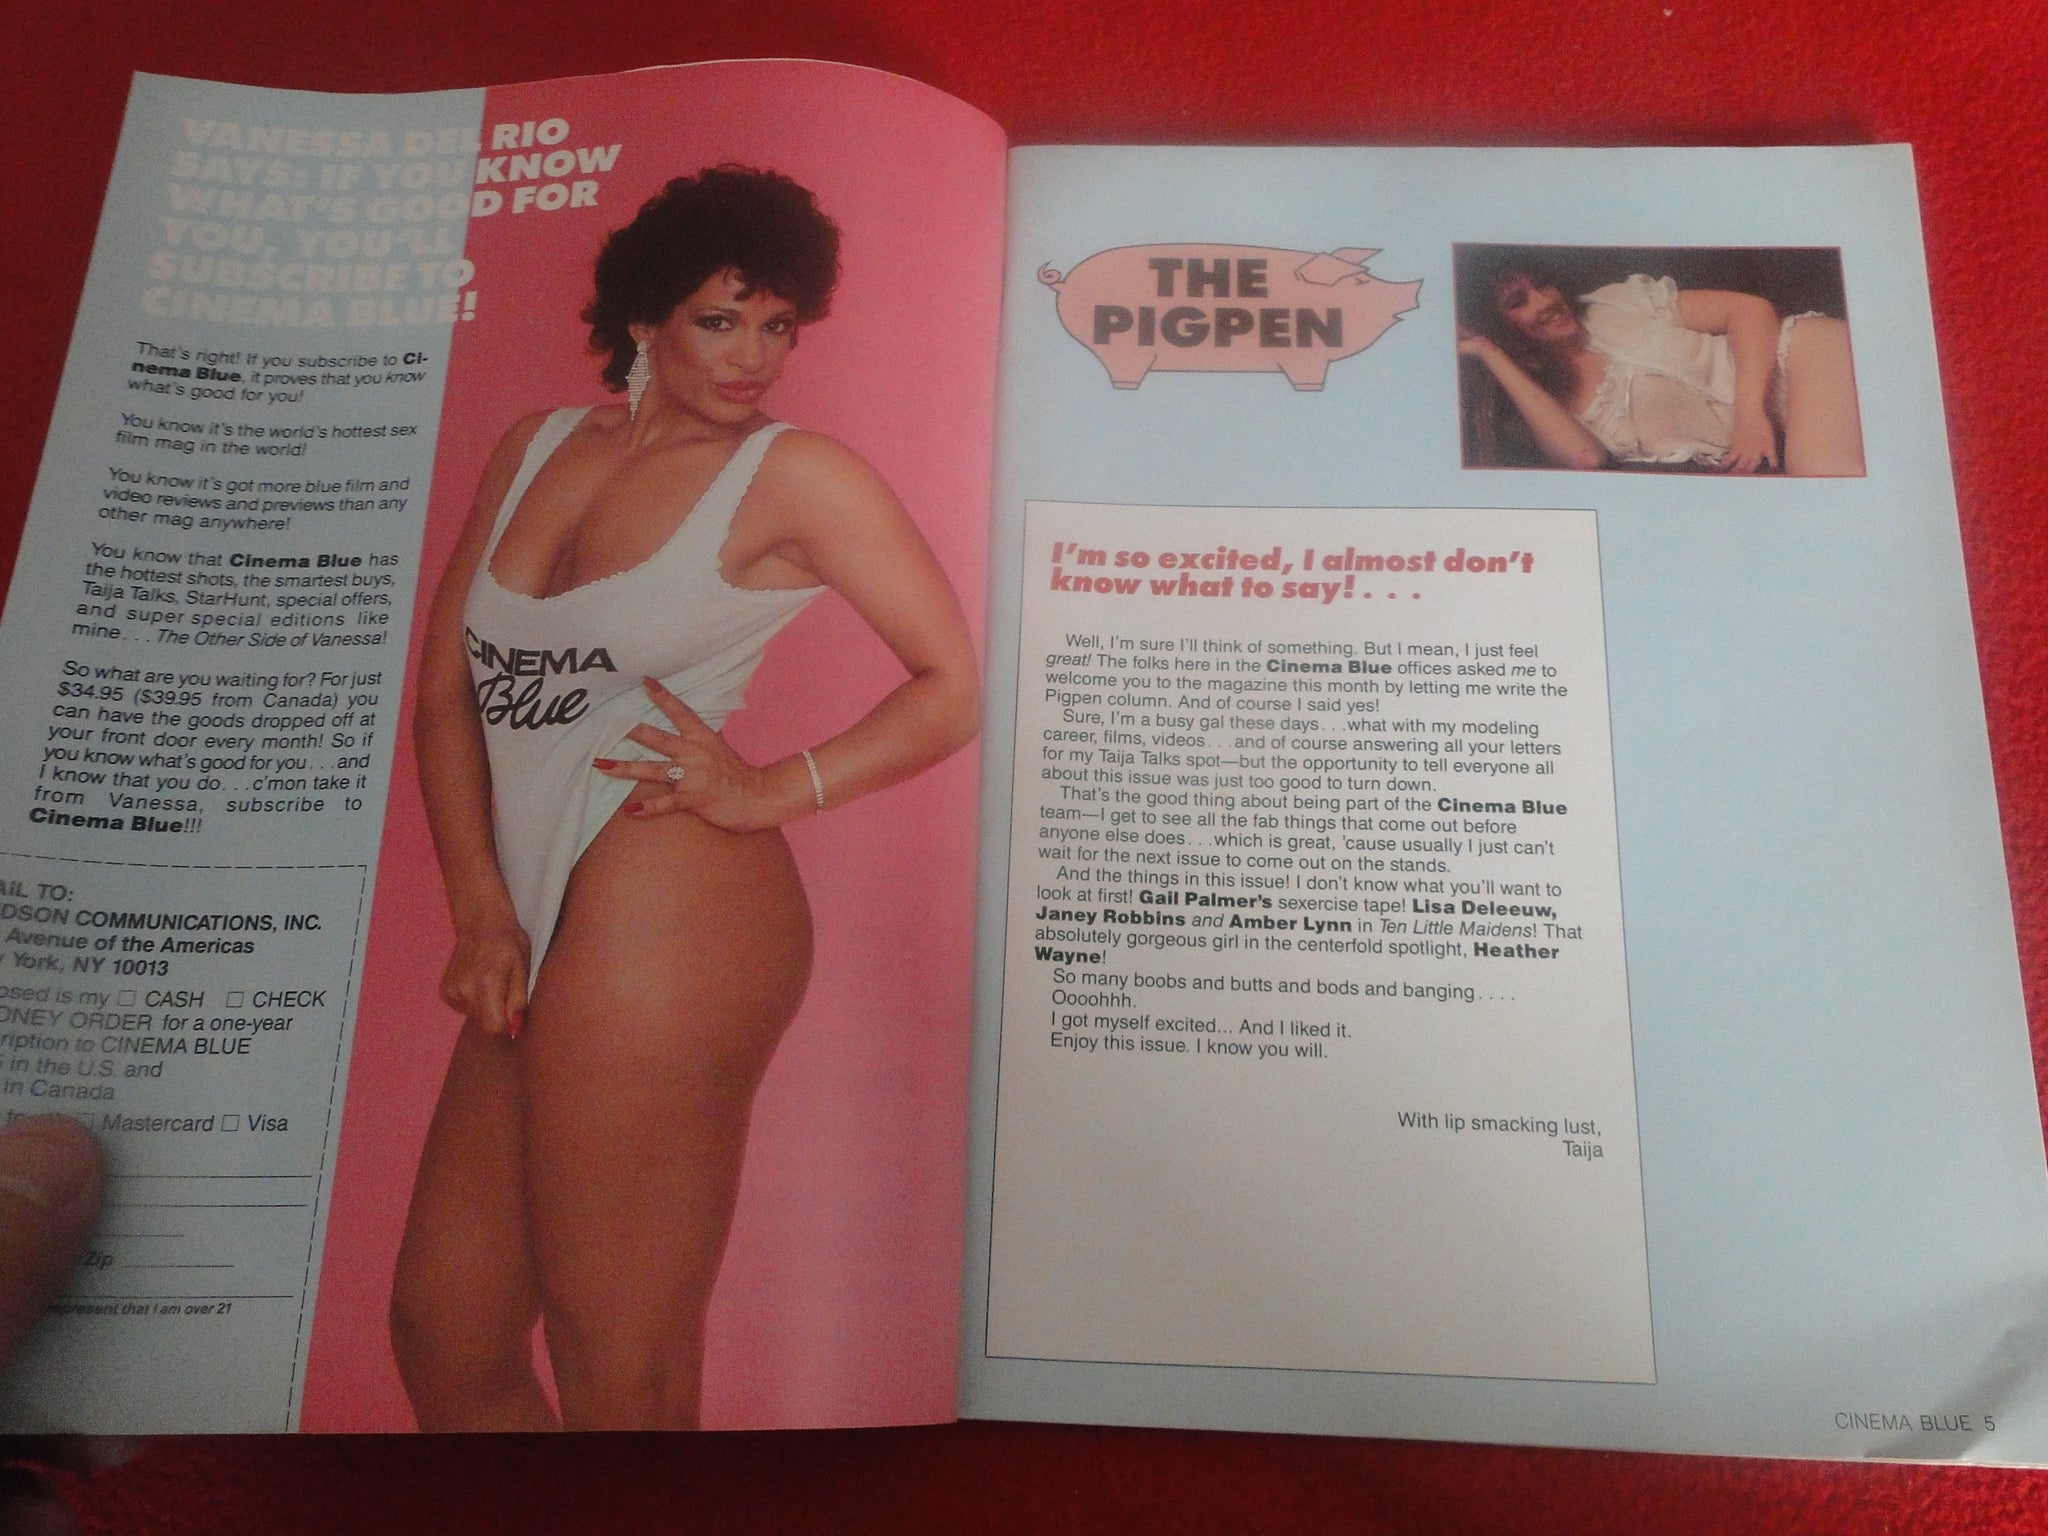 VANESSA DEL RIO
SAYS: IF YOU KNOW
WHAT'S GOOD FOR
YOU, YOU'LL
SUBSCRIBE TO
CINEMA BLUE!
That's right! If you subscribe to Ci-
nema Blue, it proves that you know
what's good for you!
You know it's the world's hottest sex
film mag in the world!
You know it's got more blue film and
video reviews and previews than any
other mag anywhere!
You know that Cinema Blue has
the hottest shots, the smartest buys,
Taija Talks, StarHunt, special offers,
and super special editions like
mine. . . The Other Side of Vanessa!
So what are you waiting for? For just
$34.95 ($39.95 from Canada) you
can have the goods dropped off at
your front door every month! So if
you know what's good for you. . .and
I know that you do. . .c'mon take it
from Vanessa, subscribe to
Cinema Blue!!!
AIL TO:
DSON COMMUNICATIONS, INC.
Avenue of the Americas
York, NY 10013
osed is my □ CASH □ CHECK
ONEY ORDER for a one-year
ription to CINEMA BLUE
in the U.S. and
in Canada
□ Mastercard □ Visa
Zip
represent that I am over 21
CINEMA
Blue
THE
PIGPEN
I'm so excited, I almost don't
know what to say!. . .
Well, I'm sure I'll think of something. But I mean, I just feel
great! The folks here in the Cinema Blue offices asked me to
welcome you to the magazine this month by letting me write the
Pigpen column. And of course I said yes!
Sure, I'm a busy gal these days. . .what with my modeling
career, films, videos. . .and of course answering all your letters
for my Taija Talks spot—but the opportunity to tell everyone all
about this issue was just too good to turn down.
That's the good thing about being part of the Cinema Blue
team—I get to see all the fab things that come out before
anyone else does. . .which is great, 'cause usually I just can't
wait for the next issue to come out on the stands.
And the things in this issue! I don't know what you'll want to
look at first! Gail Palmer's sexercise tape! Lisa Deleeuw,
Janey Robbins and Amber Lynn in Ten Little Maidens! That
absolutely gorgeous girl in the centerfold spotlight, Heather
Wayne!
So many boobs and butts and bods and banging. . . .
Oooohhh.
I got myself excited... And I liked it.
Enjoy this issue. I know you will.
With lip smacking lust,
Taija
CINEMA BLUE 5